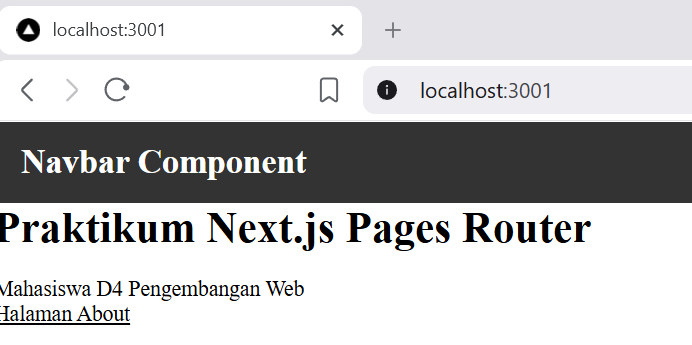 localhost:3001
localhost:3001
Navbar Component
Praktikum Next.js Pages Router
Mahasiswa D4 Pengembangan Web
Halaman About